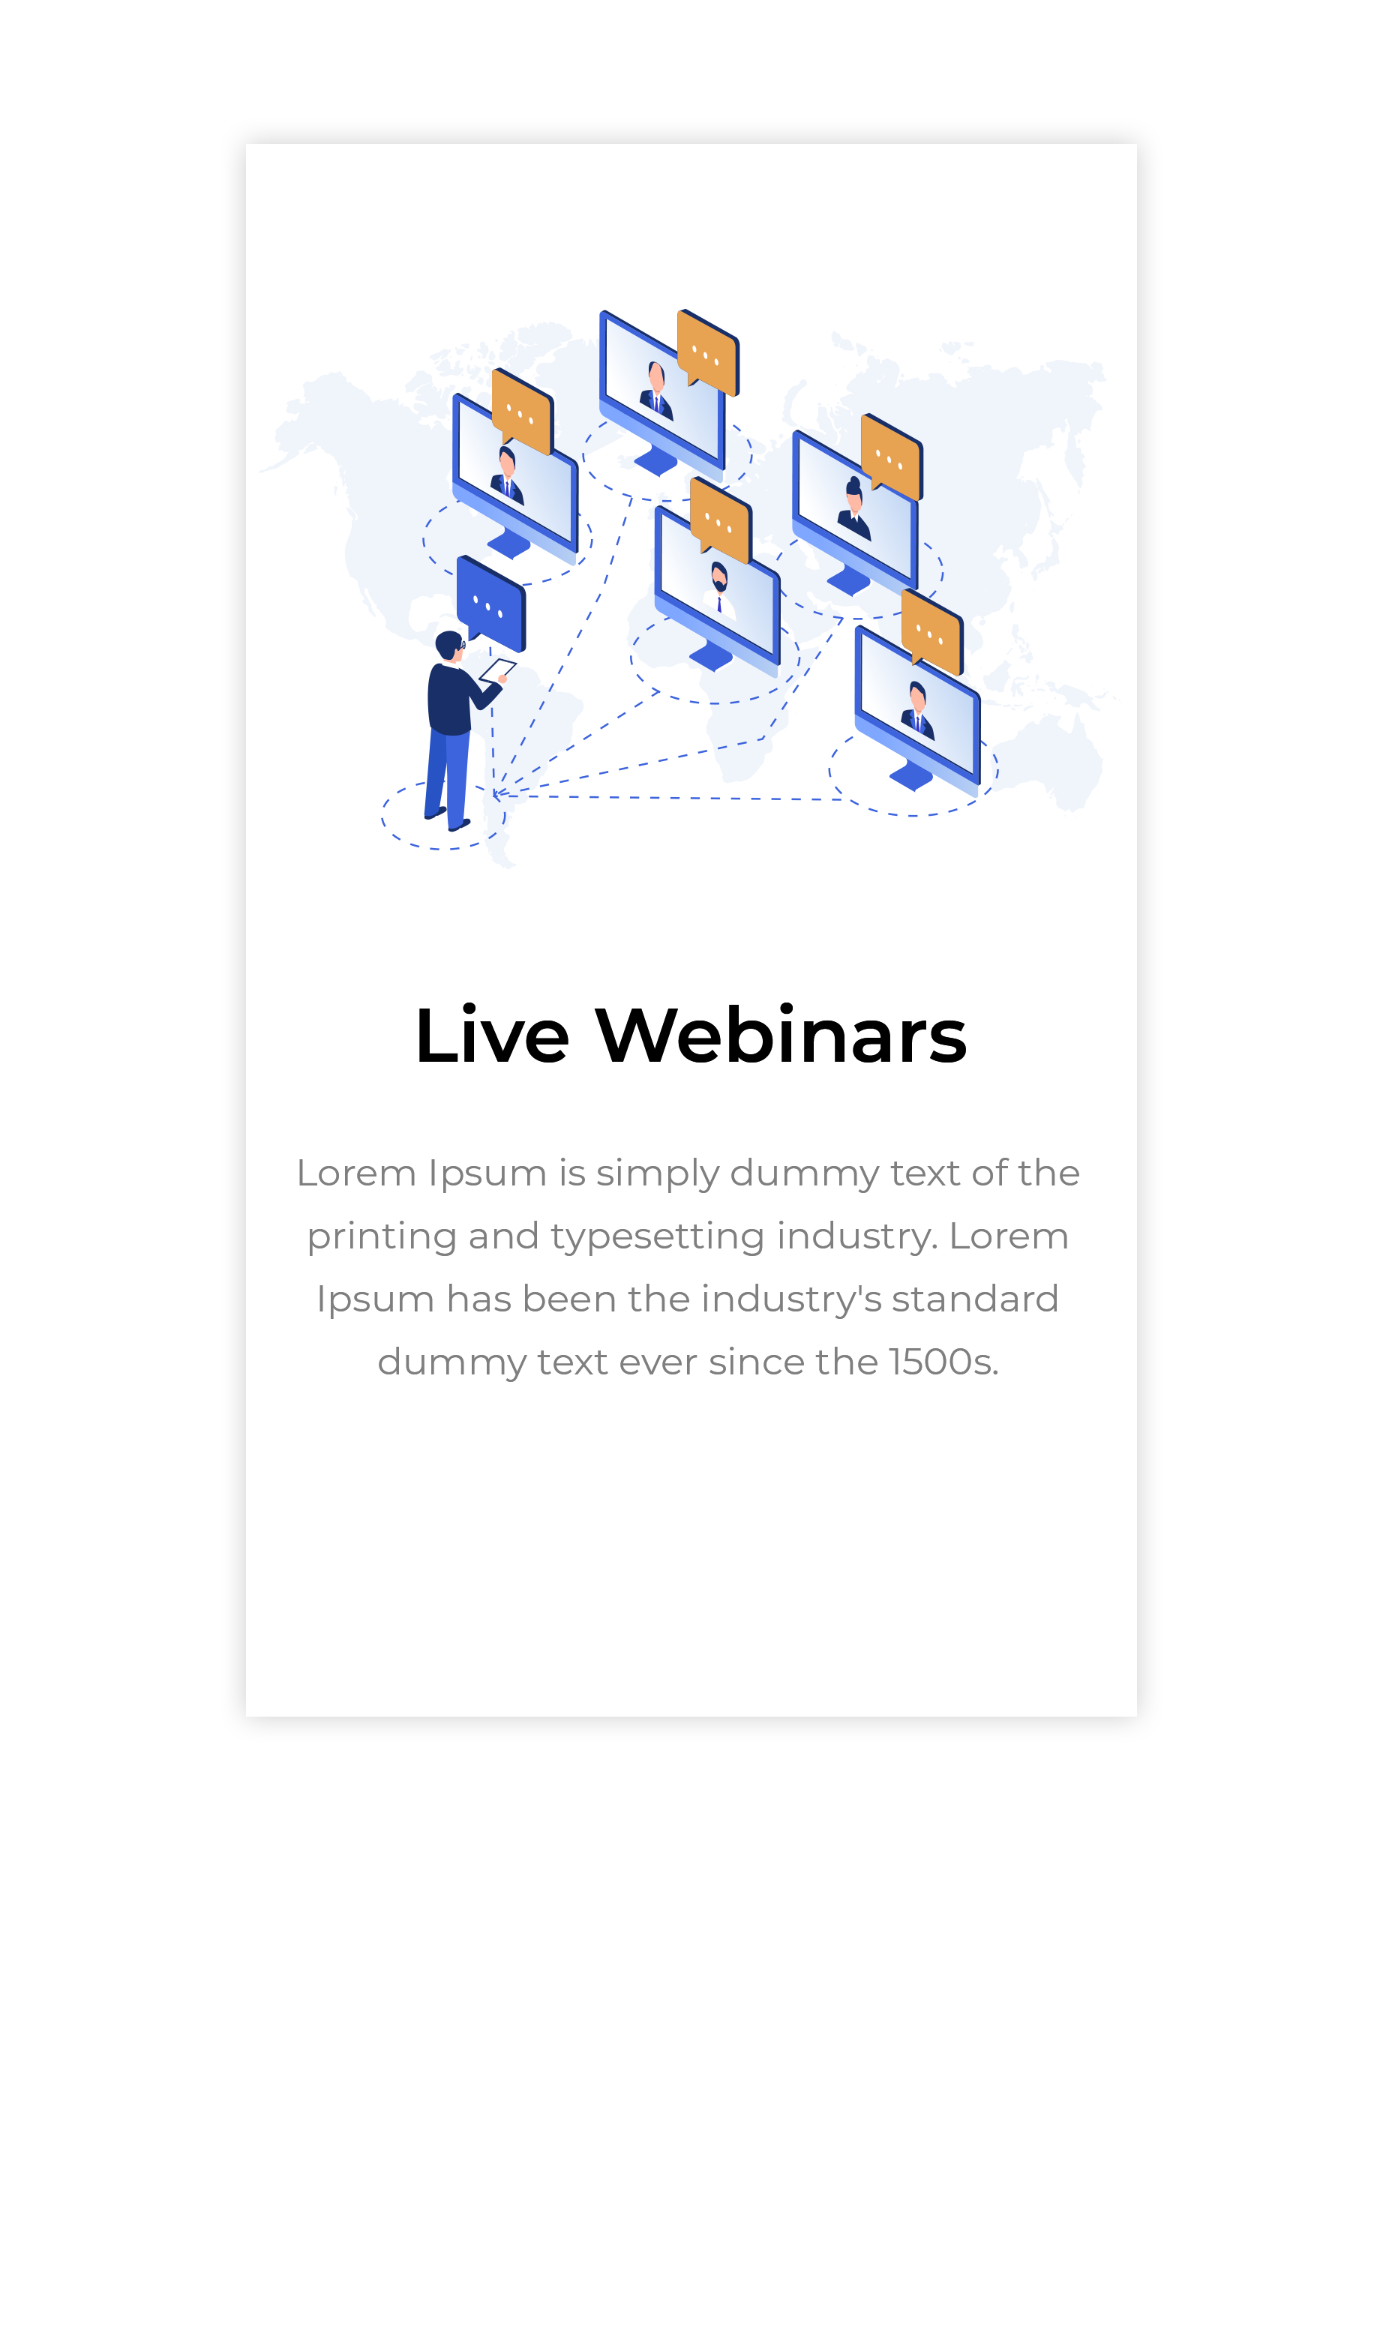 Live Webinars
Lorem Ipsum is simply dummy text of the
printing and typesetting industry. Lorem
Ipsum has been the industry's standard
dummy text ever since the 1500s.